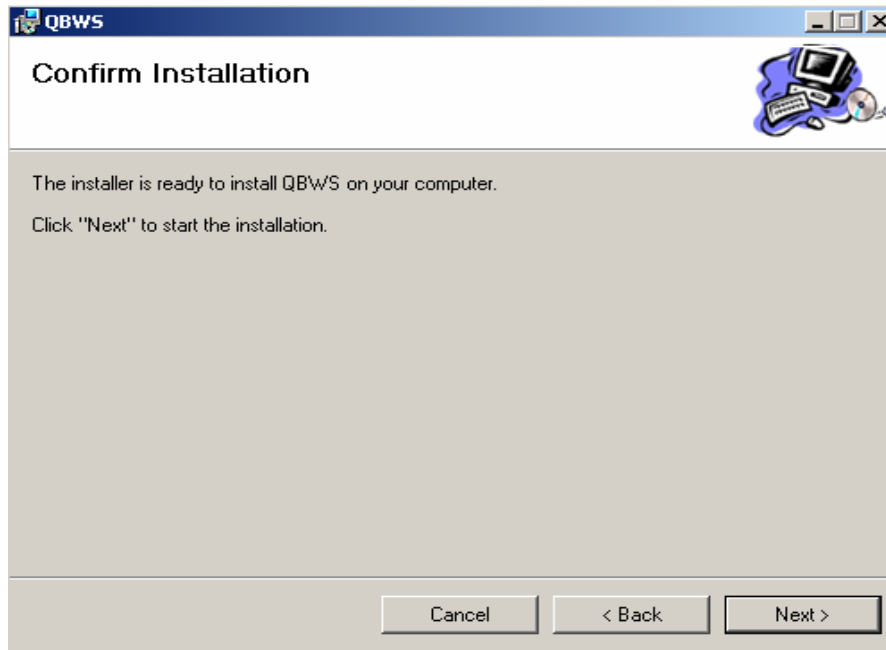 QBWS
Confirm Installation
The installer is ready to install QBWS on your computer.
Click "Next" to start the installation.
Cancel
< Back
Next >